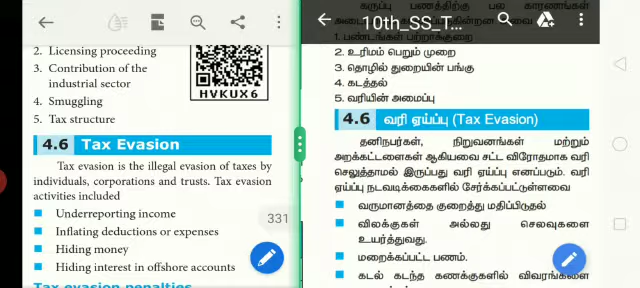 2. Licensing proceeding
3. Contribution of the
industrial sector
4. Smuggling
5. Tax structure
HVKUX6
4.6 Tax Evasion
Tax evasion is the illegal evasion of taxes by
individuals, corporations and trusts. Tax evasion
activities included
Underreporting income
Inflating deductions or expenses
Hiding money
Hiding interest in offshore accounts
Tax evasion penalties
331
10th_SS_T...
கருப்பு பணத்திற்கு பல காரணங்கள்
1. பண்டங்கள் பற்றாக்குறை
2. உரிமம் பெறும் முறை
3. தொழில் துறையின் பங்கு
4. கடத்தல்
5. வரியின் அமைப்பு
4.6 வரி ஏய்ப்பு (Tax Evasion)
தனிநபர்கள், நிறுவனங்கள் மற்றும்
அறக்கட்டளைகள் ஆகியவை சட்ட விரோதமாக வரி
செலுத்தாமல் இருப்பது வரி ஏய்ப்பு எனப்படும். வரி
ஏய்ப்பு நடவடிக்கைகளில் சேர்க்கப்பட்டுள்ளவை
வருமானத்தை குறைத்து மதிப்பிடுதல்
விலக்குகள் அல்லது செலவுகளை
உயர்த்துவது.
மறைக்கப்பட்ட பணம்.
கடல் கடந்த கணக்குகளில் விவரங்களை